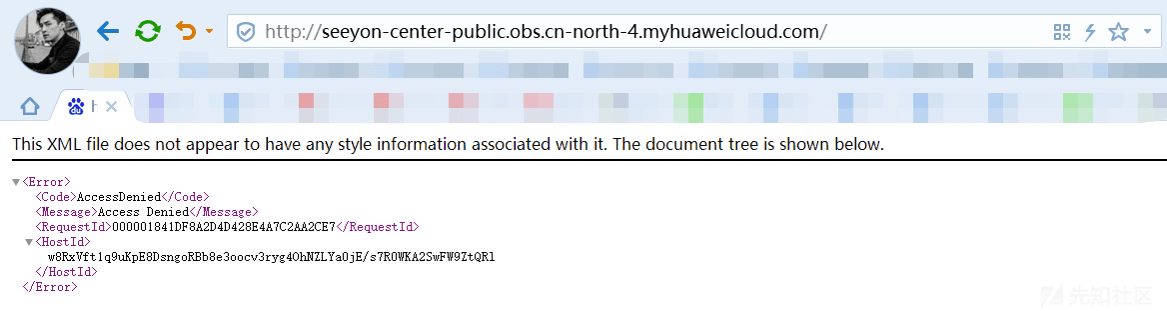 http://seeyon-center-public.obs.cn-north-4.myhuaweicloud.com/
h
This XML file does not appear to have any style information associated with it. The document tree is shown below.
▼<Error>
<Code>AccessDenied</Code>
<Message>Access Denied</Message>
<RequestId>000001841DF8A2D4D428E4A7C2AA2CE7</RequestId>
▼<HostId>
w8RxVft1q9uKpE8DsngoRBb8e3oocv3ryg4OhNZLYaOjE/s7ROWKA2SwFW9ZtQRl
</HostId>
</Error>
先知社区